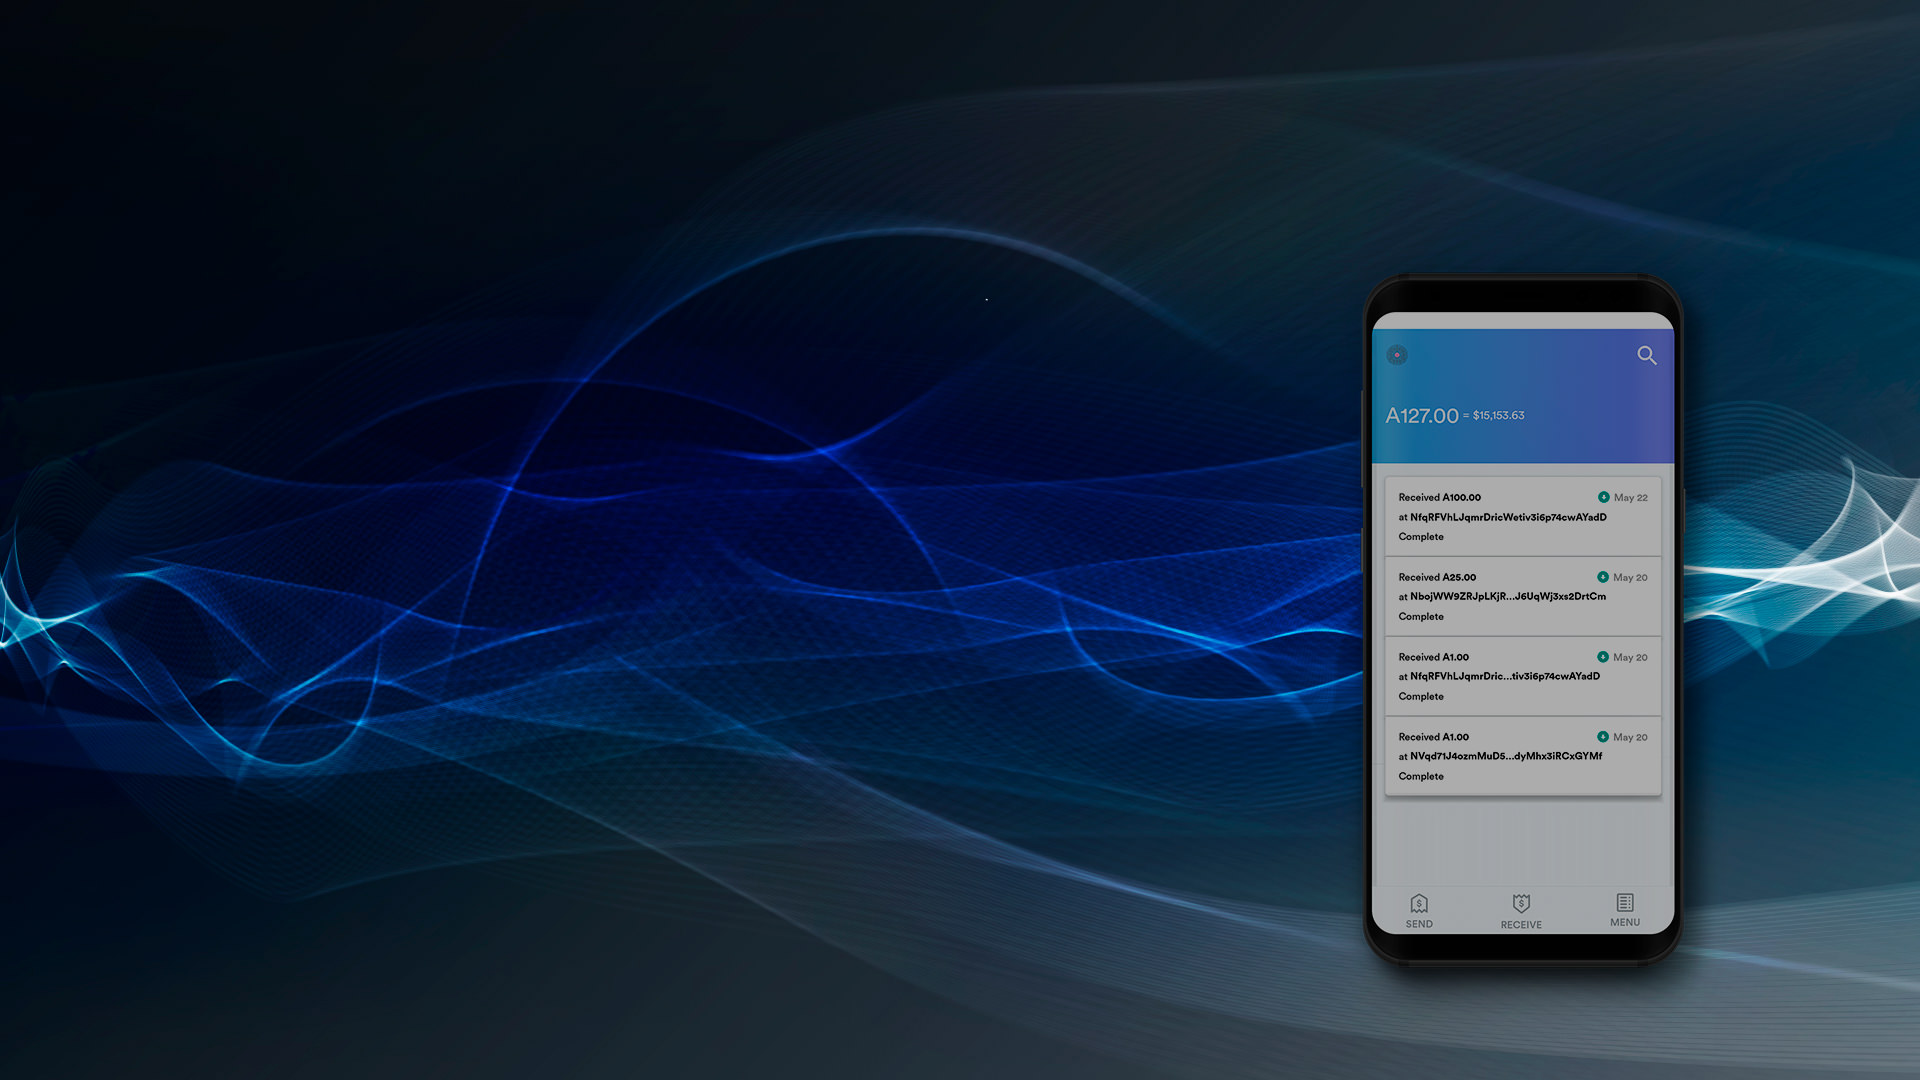 A127.00 = $15,153.63
Received A100.00 May 22
at NfqRFVhLJqmrDricWetiv3i6p74cwAYadD
Complete
Received A25.00 May 20
at NbojWW9ZRJpLKjR...J6UqWj3xs2DrtCm
Complete
Received A1.00 May 20
at NfqRFVhLJqmrDric...tiv3i6p74cwAYadD
Complete
Received A1.00 May 20
at NVqd71J4ozmMuD5...dyMhx3iRCxGYMf
Complete
SEND RECEIVE MENU